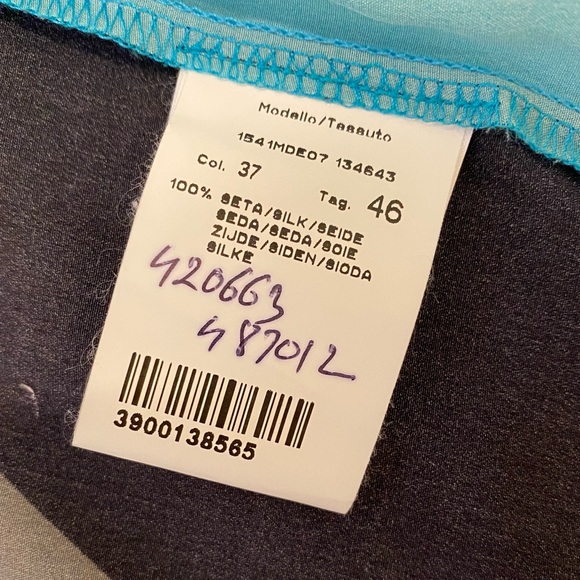 Modello/Tessuto
1541MDE07 134643
Col. 37 Tag. 46
100% SETA/SILK/SEIDE
SEDA/SEDA/SOIE
ZIJDE/SIDEN/SIODA
SILKE
420663
487012
3900138565